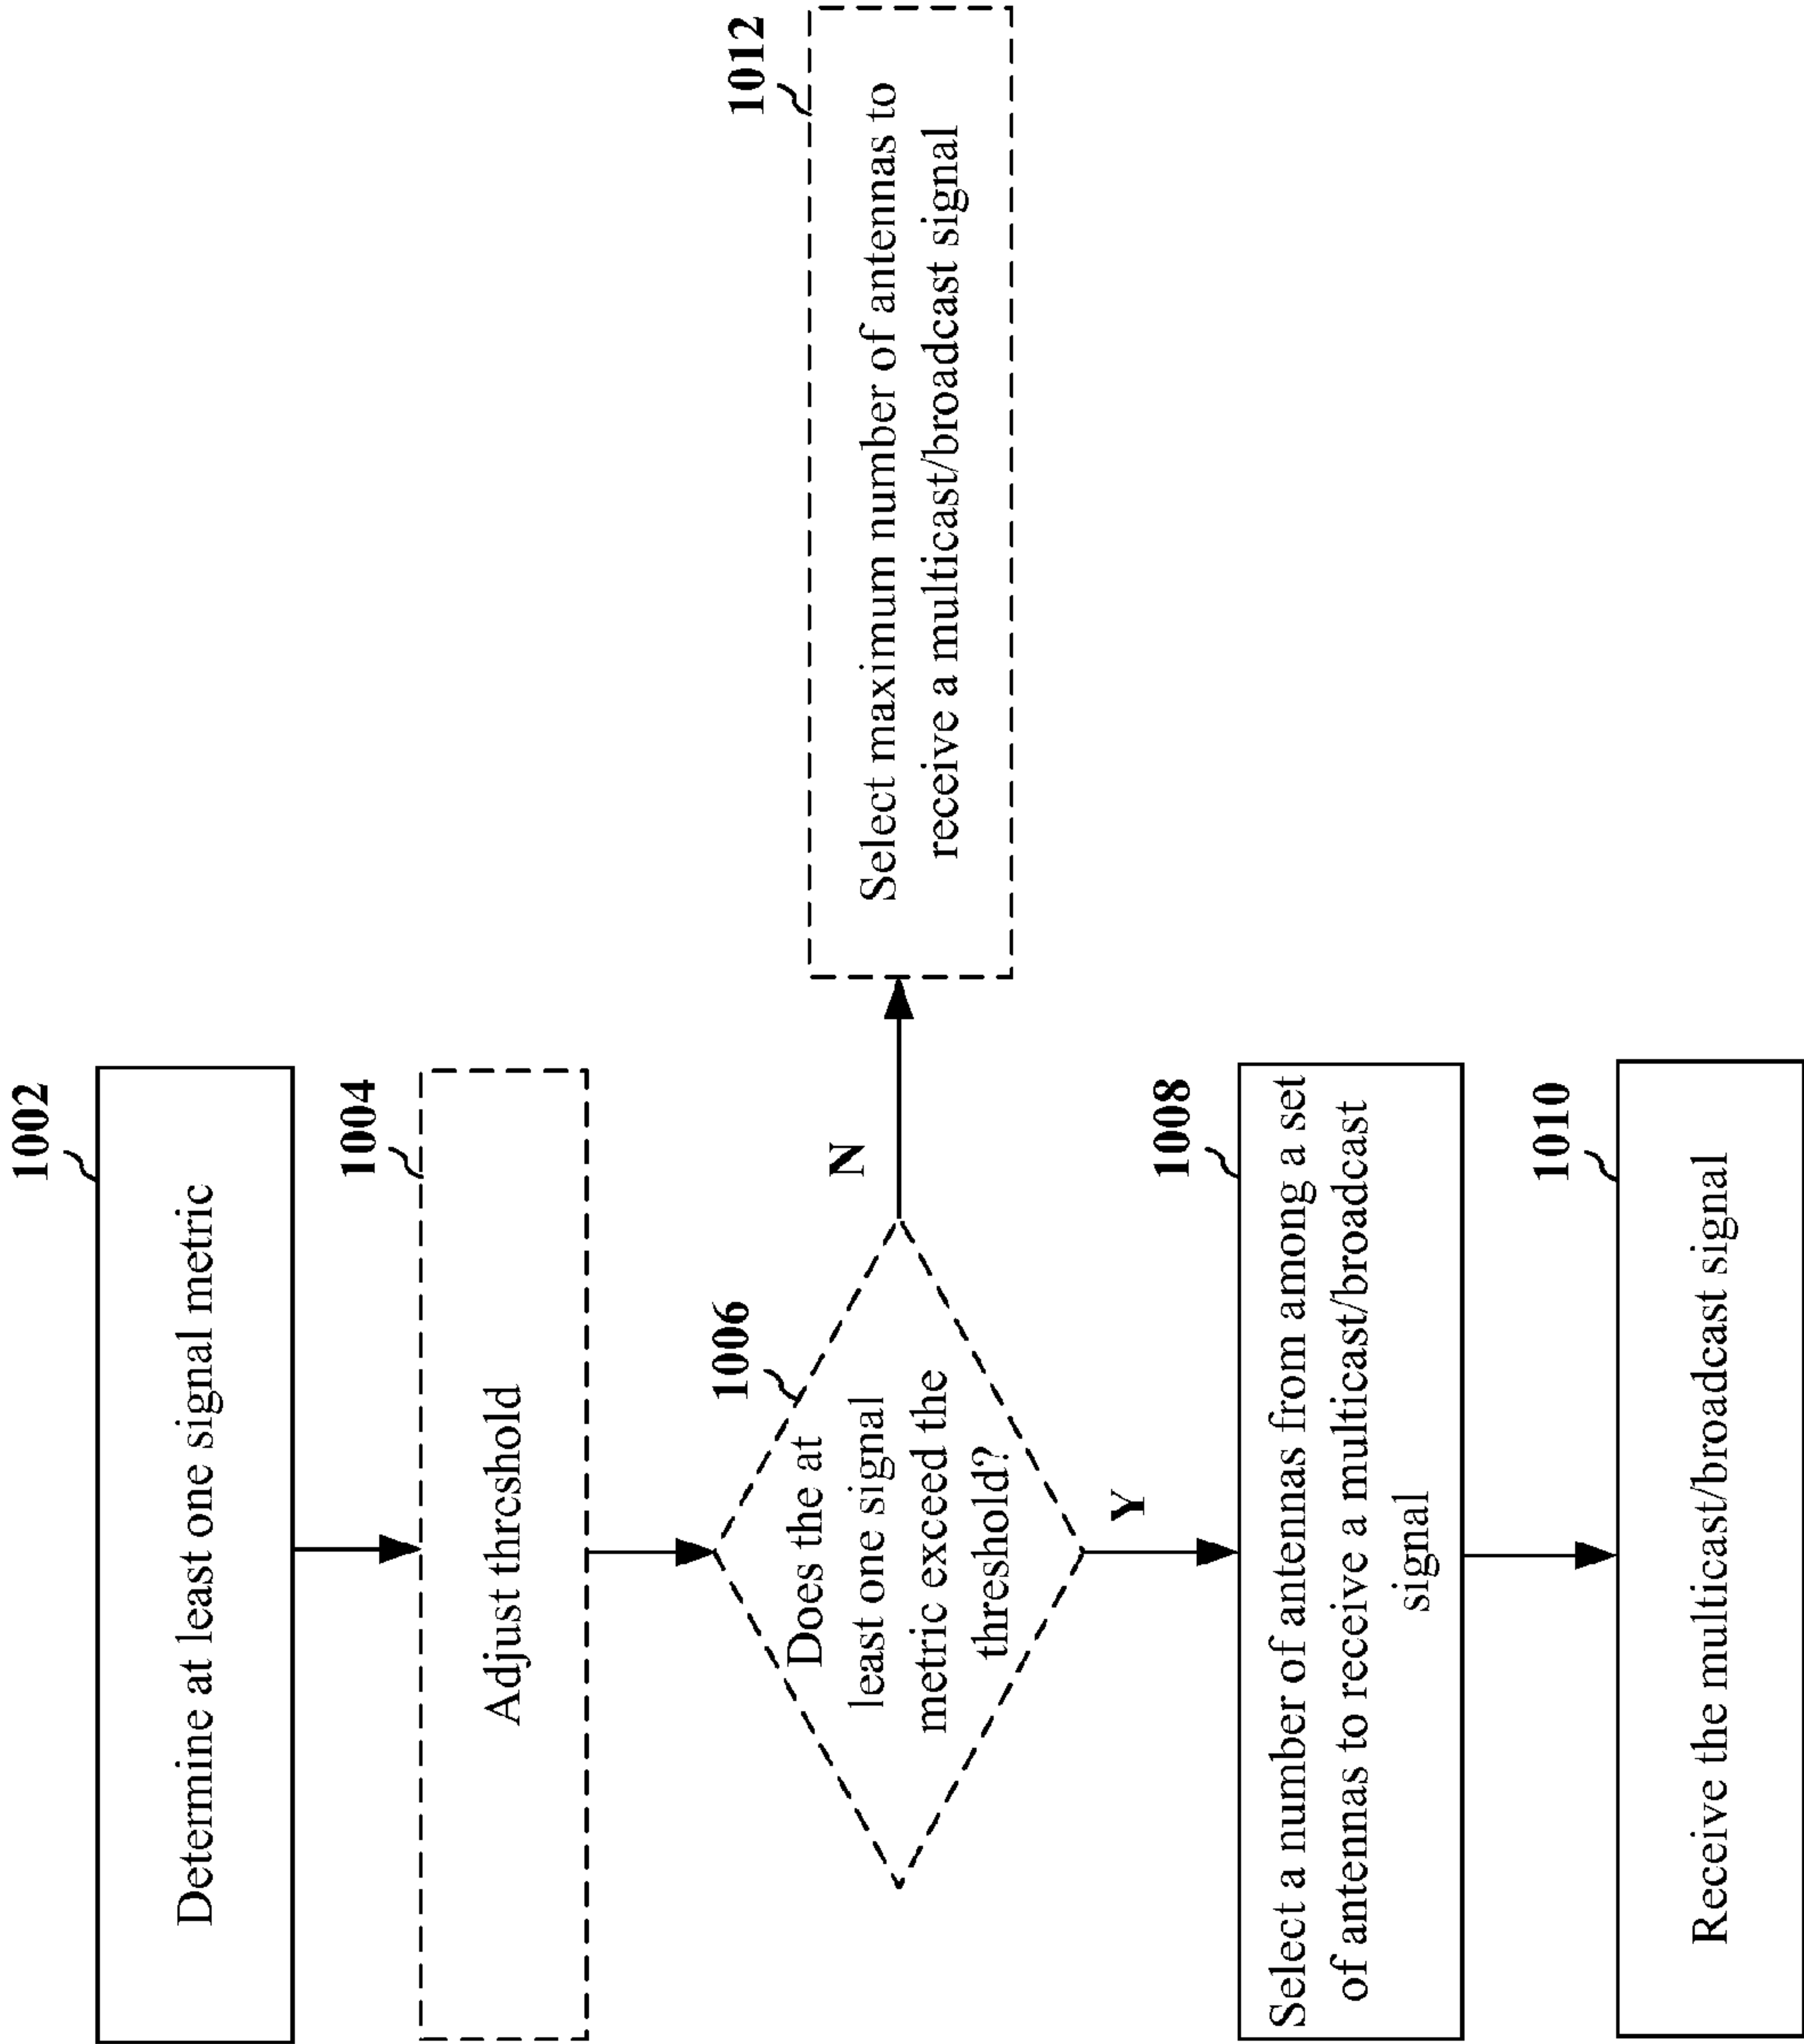 1002
Determine at least one signal metric
1004
Adjust threshold
1006
Does the at
least one signal
metric exceed the
threshold?
N
1012
Select maximum number of antennas to
receive a multicast/broadcast signal
Y
1008
Select a number of antennas from among a set
of antennas to receive a multicast/broadcast
signal
1010
Receive the multicast/broadcast signal